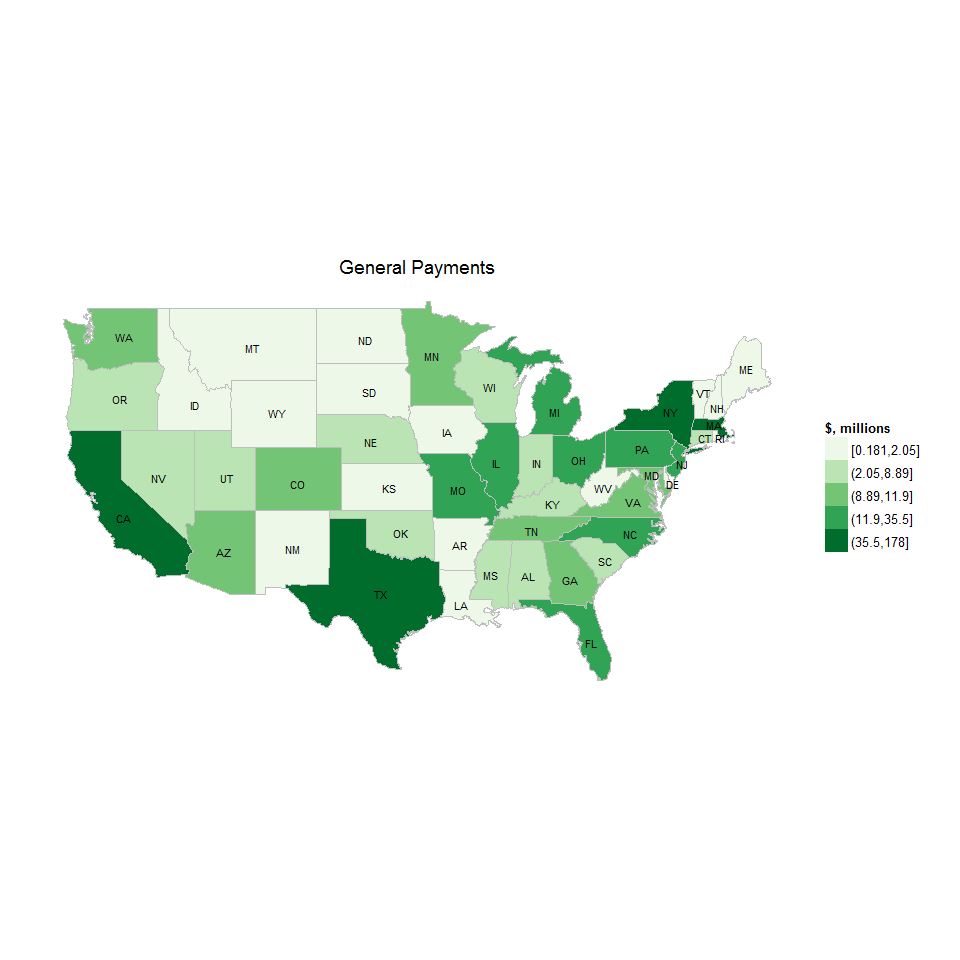 General Payments
WA
MT
ND
MN
ME
OR
ID
WY
SD
WI
MI
VT
NH
NY
MA
CT
RI
NV
UT
CO
NE
IA
IL
IN
OH
PA
NJ
CA
KS
MO
KY
WV
MD
DE
VA
AZ
NM
OK
AR
TN
NC
TX
LA
MS
AL
GA
SC
FL
$, millions
[0.181,2.05]
(2.05,8.89]
(8.89,11.9]
(11.9,35.5]
(35.5,178]